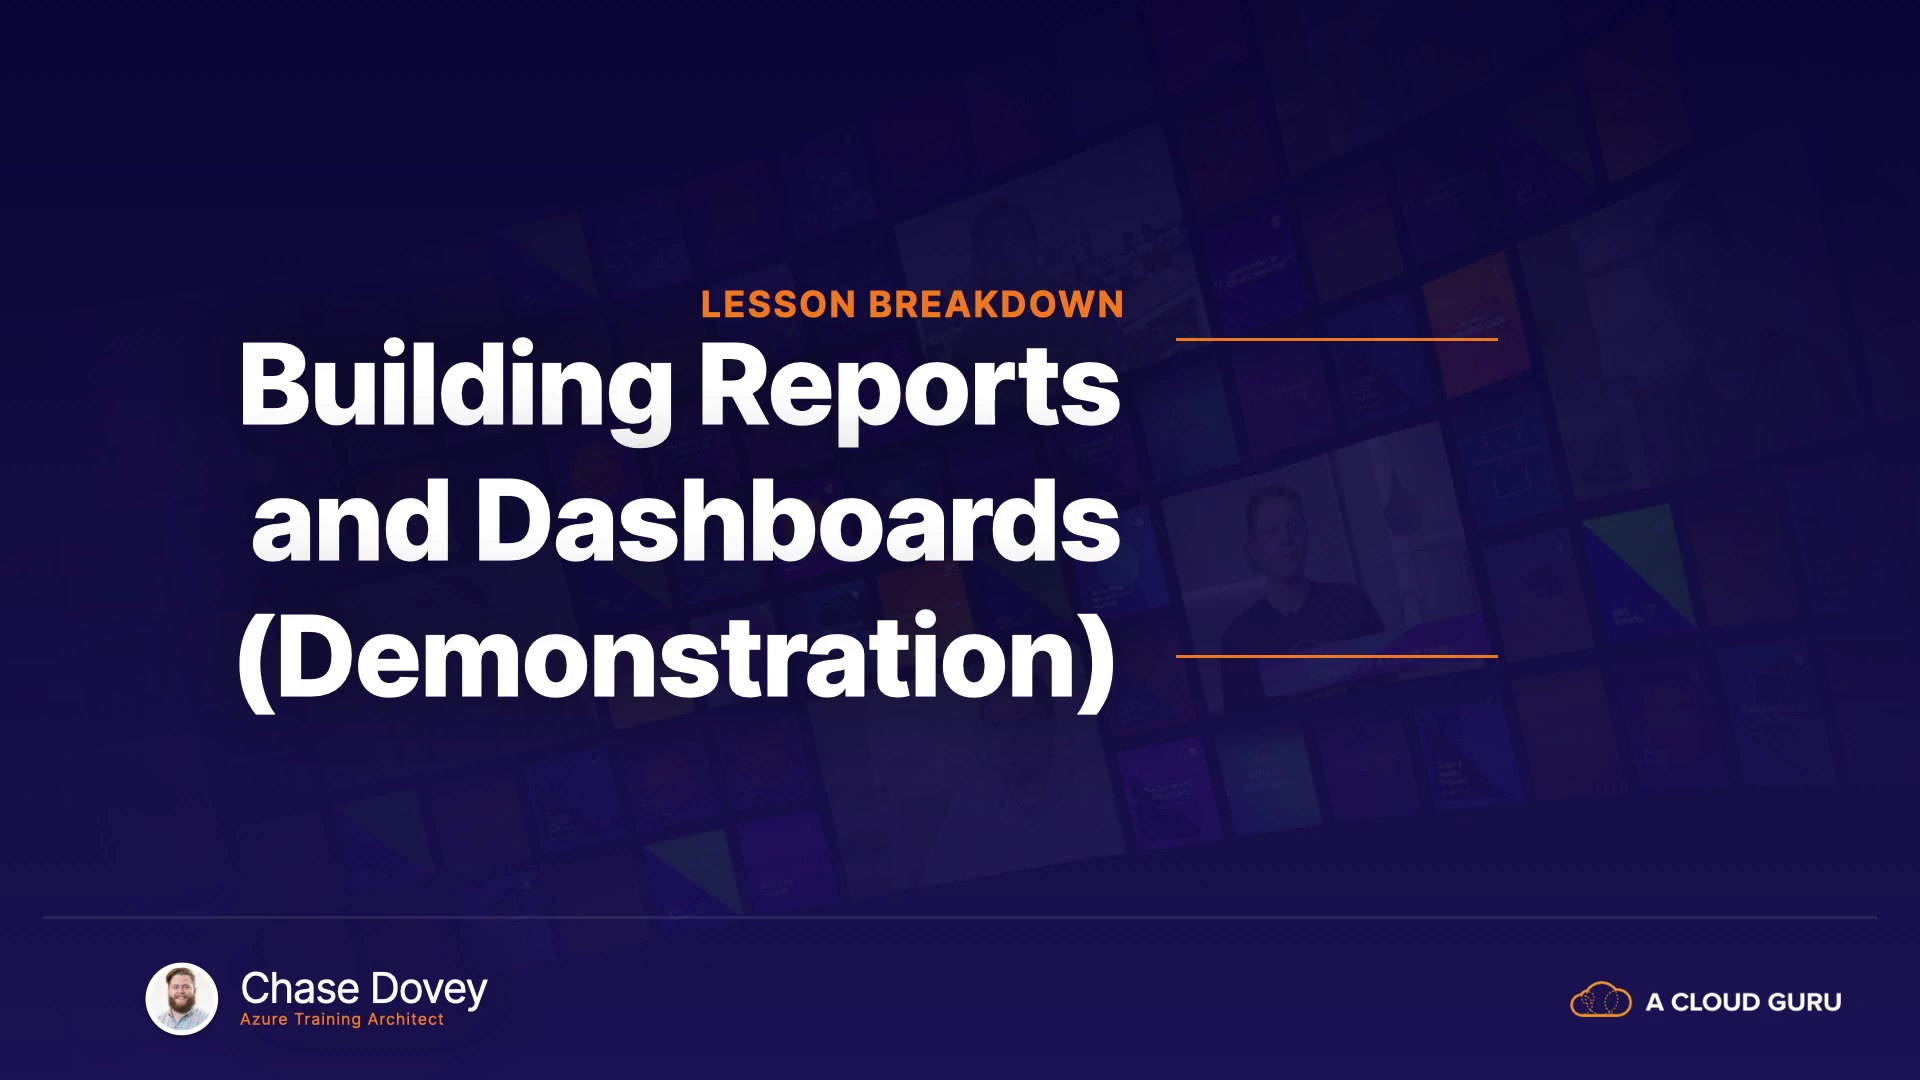 LESSON BREAKDOWN
Building Reports
and Dashboards
(Demonstration)
Chase Dovey
Azure Training Architect
A CLOUD GURU